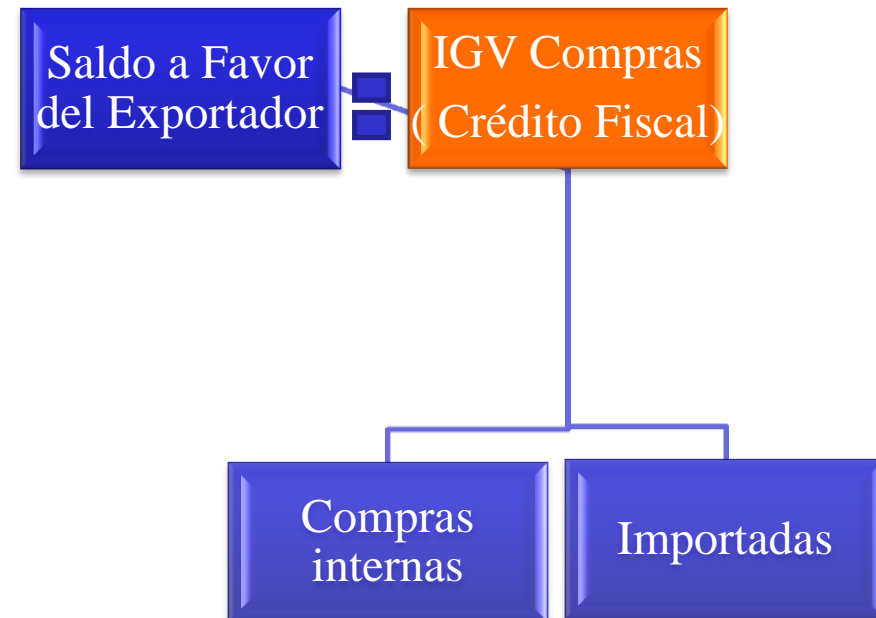 Saldo a Favor
del Exportador
IGV Compras
( Crédito Fiscal)
Compras
internas
Importadas